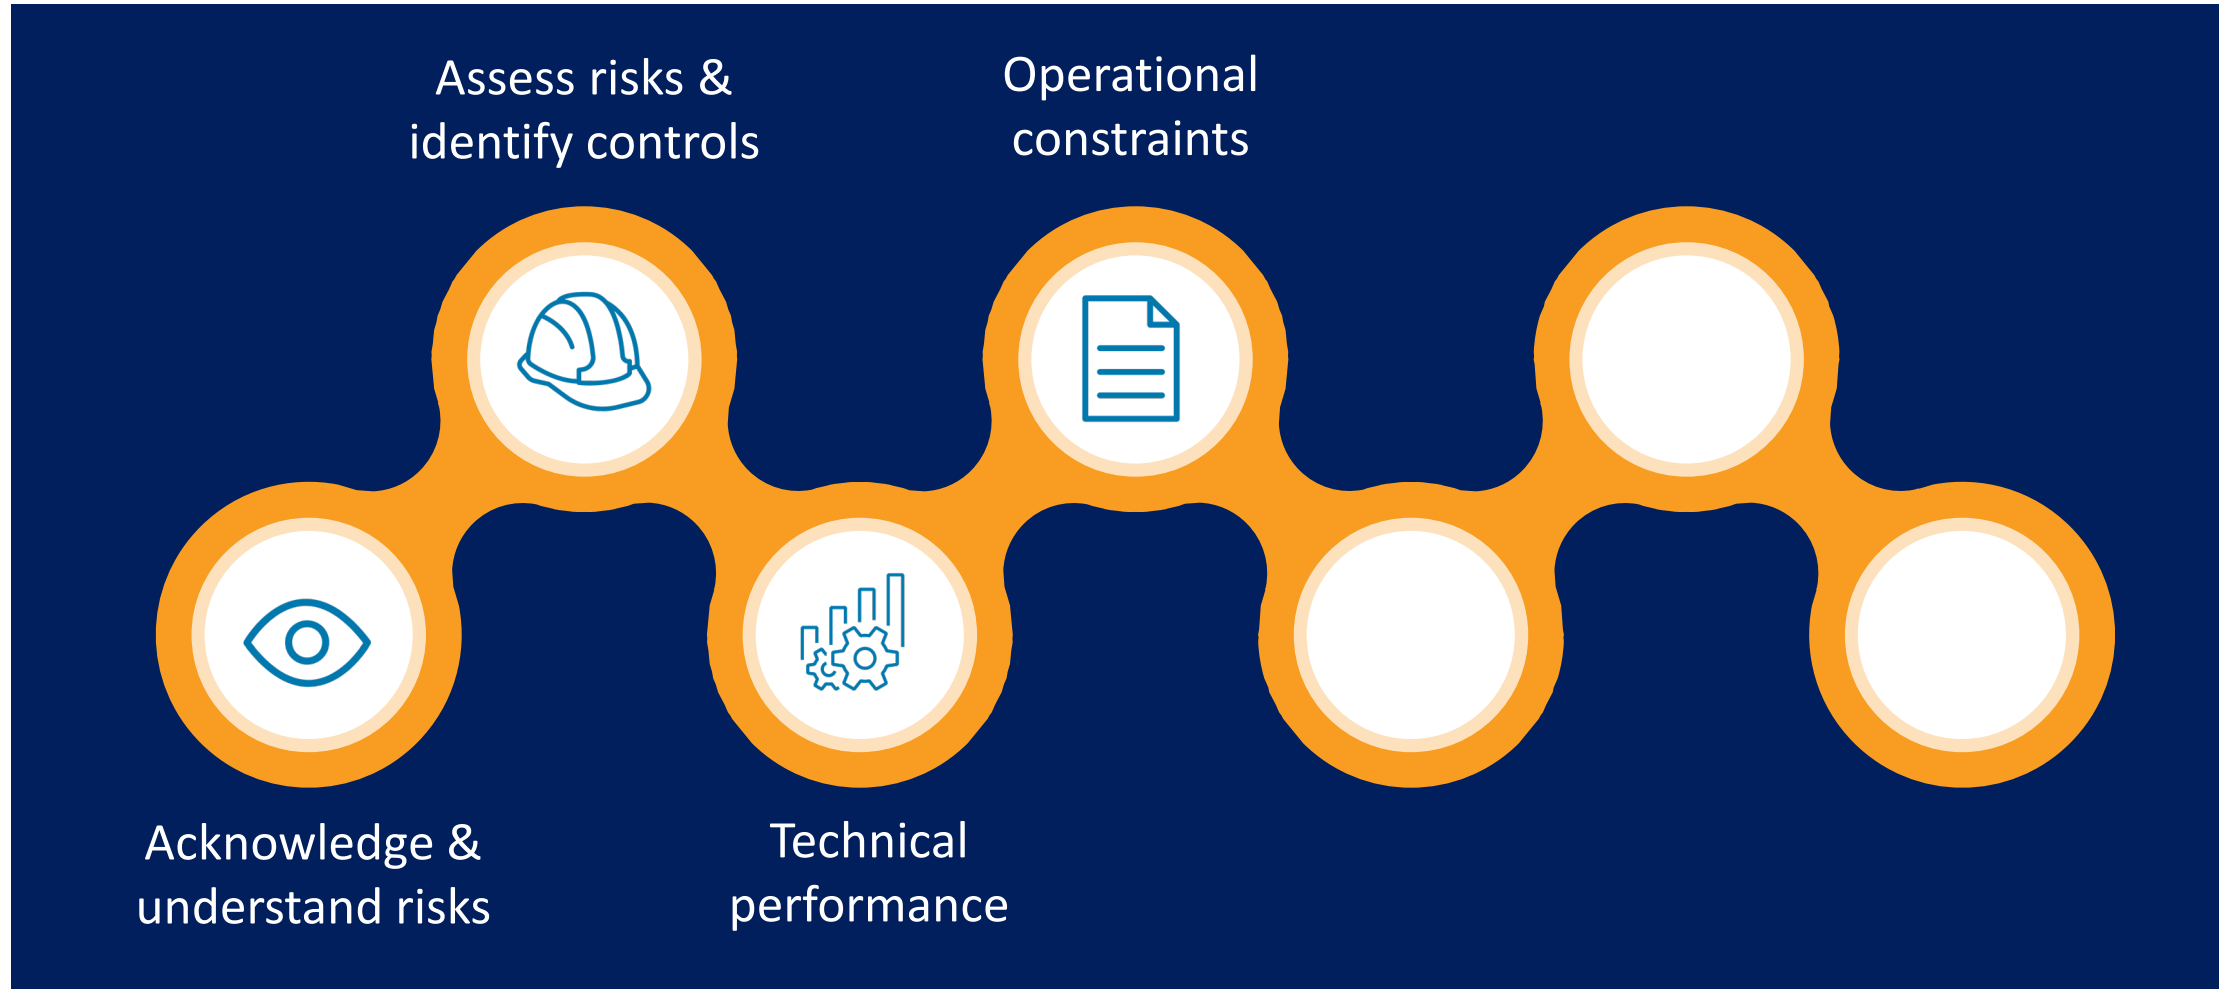 Assess risks &
identify controls
Operational
constraints
Acknowledge &
understand risks
Technical
performance